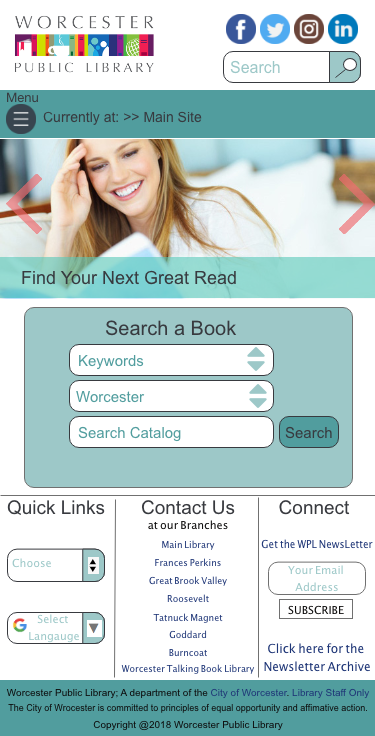 WORCESTER
PUBLIC LIBRARY
Search
Menu
Currently at: >> Main Site
Find Your Next Great Read
Search a Book
Keywords
Worcester
Search Catalog
Search
Quick Links
Choose
Select
Langauge
Contact Us
at our Branches
Main Library
Frances Perkins
Great Brook Valley
Roosevelt
Tatnuck Magnet
Goddard
Burncoat
Worcester Talking Book Library
Connect
Get the WPL NewsLetter
Your Email
Address
SUBSCRIBE
Click here for the
Newsletter Archive
Worcester Public Library; A department of the City of Worcester. Library Staff Only
The City of Wrocester is committed to principles of equal opportunity and affirmative action.
Copyright @2018 Worcester Public Library